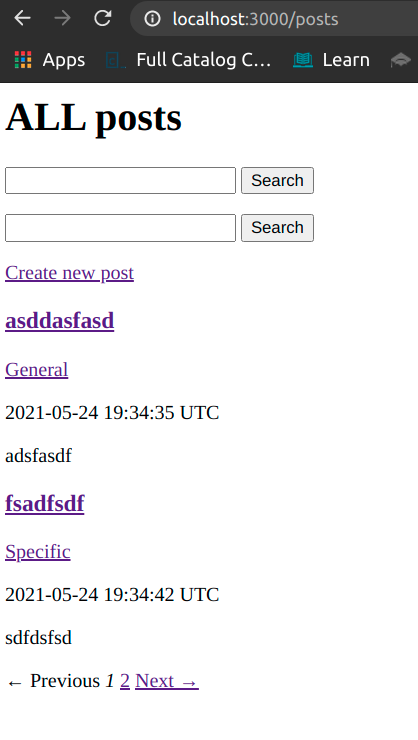 localhost:3000/posts
Apps Full Catalog C... Learn
ALL posts
Search
Search
Create new post
asddasfasd
General
2021-05-24 19:34:35 UTC
adsfasdf
fsadfsdf
Specific
2021-05-24 19:34:42 UTC
sdfdsfsd
← Previous 1 2 Next →